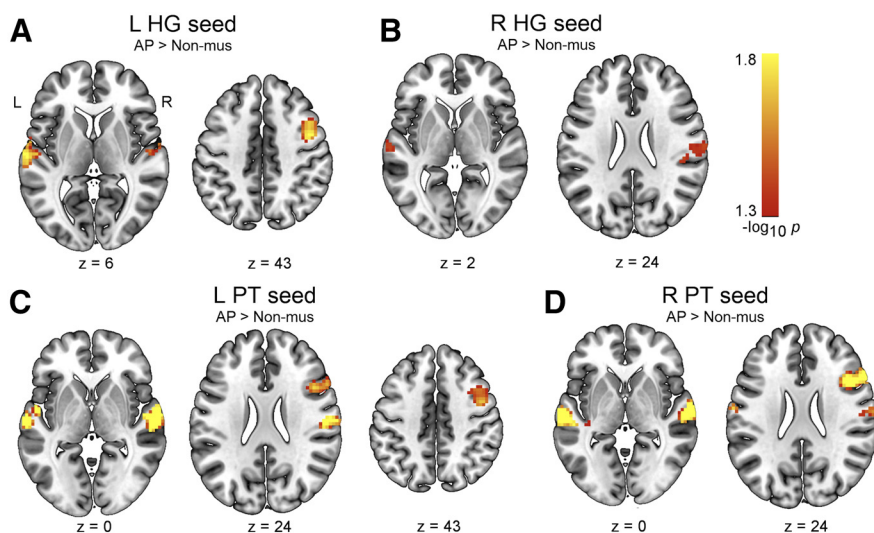 A
L HG seed
AP > Non-mus
L
R
z = 6
z = 43
B
R HG seed
AP > Non-mus
z = 2
z = 24
1.8
1.3
-log10 p
C
L PT seed
AP > Non-mus
z = 0
z = 24
z = 43
D
R PT seed
AP > Non-mus
z = 0
z = 24